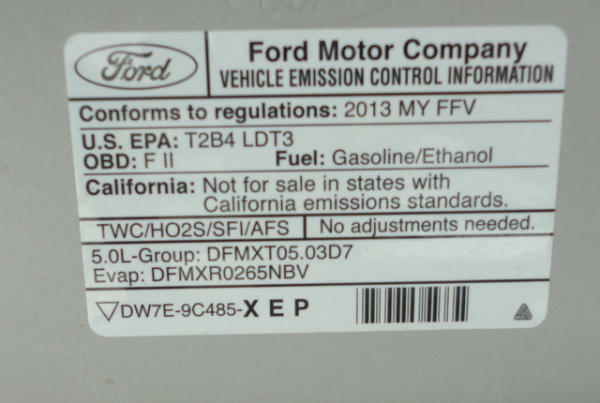 Ford
Ford Motor Company
VEHICLE EMISSION CONTROL INFORMATION
Conforms to regulations: 2013 MY FFV
U.S. EPA: T2B4 LDT3
OBD: F II Fuel: Gasoline/Ethanol
California: Not for sale in states with
California emissions standards.
TWC/HO2S/SFI/AFS No adjustments needed.
5.0L-Group: DFMXT05.03D7
Evap: DFMXR0265NBV
▽DW7E-9C485-X E P